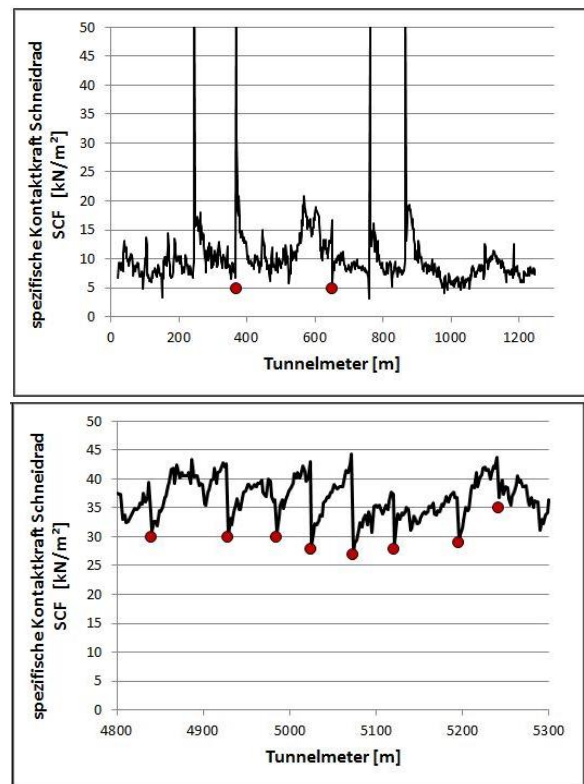 spezifische Kontaktkraft Schneidrad
SCF [kN/m²]
50
45
40
35
30
25
20
15
10
5
0
0 200 400 600 800 1000 1200
Tunnelmeter [m]
spezifische Kontaktkraft Schneidrad
SCF [kN/m²]
50
45
40
35
30
25
20
15
10
5
0
4800 4900 5000 5100 5200 5300
Tunnelmeter [m]